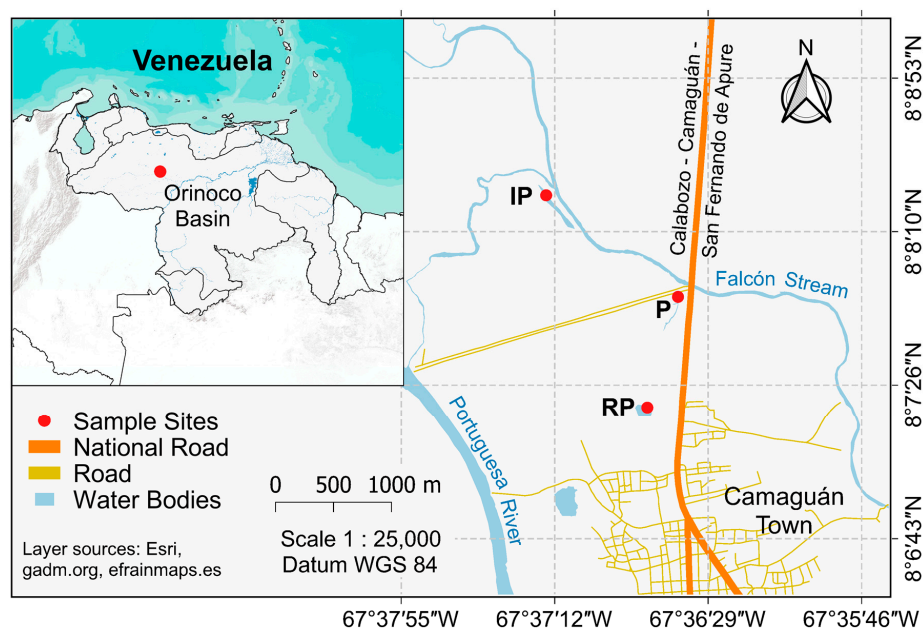 Venezuela
Orinoco
Basin
Sample Sites
National Road
Road
Water Bodies
Layer sources: Esri,
gadm.org, efrainmaps.es
0 500 1000 m
Scale 1 : 25,000
Datum WGS 84
N
Calabozo - Camaguán -
San Fernando de Apure
IP
P
RP
Falcón Stream
Portuguesa River
Camaguán
Town
8°8′53″N
8°8′10″N
8°7′26″N
8°6′43″N
67°37′55″W 67°37′12″W 67°36′29″W 67°35′46″W